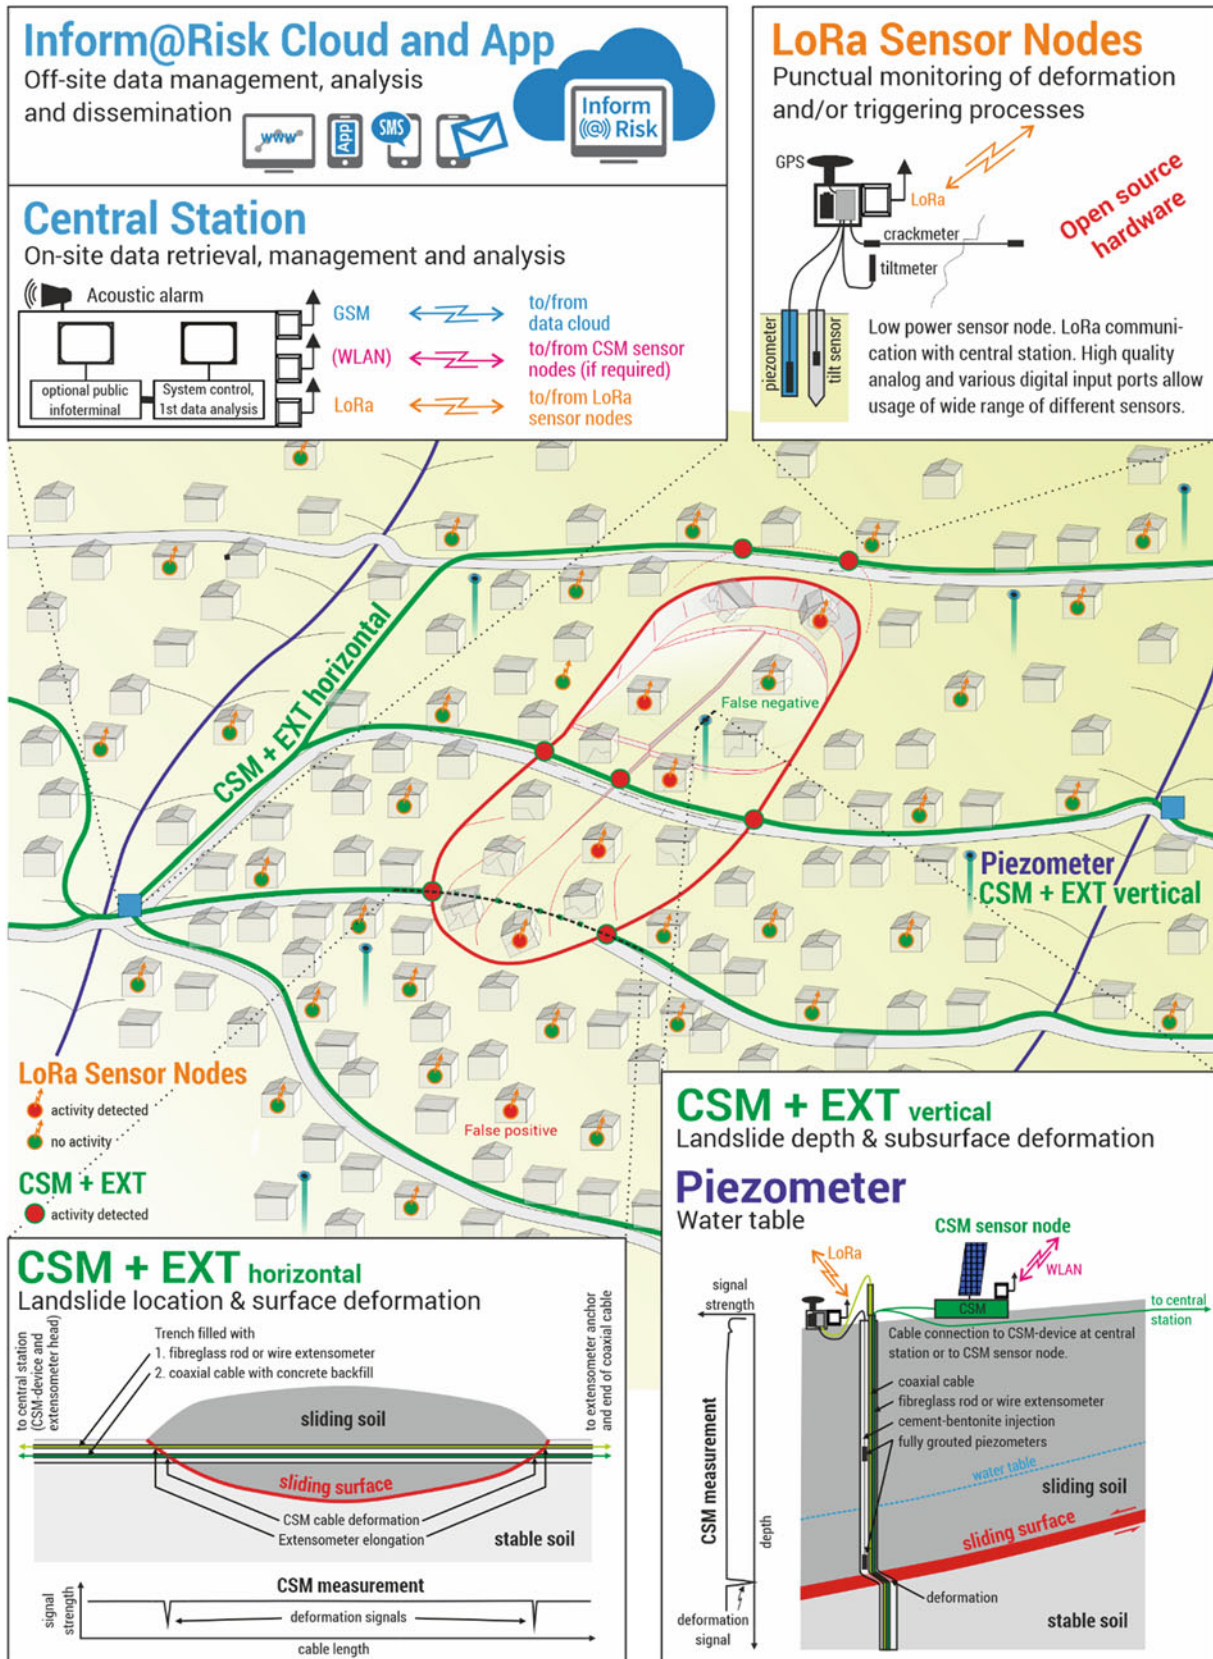 Inform@Risk Cloud and App
Off-site data management, analysis
and dissemination
www
App
SMS
Inform
(@) Risk
Central Station
On-site data retrieval, management and analysis
Acoustic alarm
optional public
infoterminal
System control,
1st data analysis
GSM
to/from
data cloud
(WLAN)
to/from CSM sensor
nodes (if required)
LoRa
to/from LoRa
sensor nodes
LoRa Sensor Nodes
Punctual monitoring of deformation
and/or triggering processes
GPS
LoRa
Open source
hardware
crackmeter
tiltmeter
piezometer
tilt sensor
Low power sensor node. LoRa communi-
cation with central station. High quality
analog and various digital input ports allow
usage of wide range of different sensors.
CSM + EXT horizontal
False negative
Piezometer
CSM + EXT vertical
LoRa Sensor Nodes
activity detected
no activity
False positive
CSM + EXT
activity detected
CSM + EXT horizontal
Landslide location & surface deformation
to central station
(CSM-device and
extensometer head)
Trench filled with
1. fibreglass rod or wire extensometer
2. coaxial cable with concrete backfill
to extensometer anchor
and end of coaxial cable
sliding soil
sliding surface
CSM cable deformation
Extensometer elongation
stable soil
CSM measurement
signal
strength
deformation signals
cable length
CSM + EXT vertical
Landslide depth & subsurface deformation
Piezometer
Water table
CSM sensor node
LoRa
WLAN
signal
strength
CSM
to central
station
Cable connection to CSM-device at central
station or to CSM sensor node.
coaxial cable
fibreglass rod or wire extensometer
cement-bentonite injection
fully grouted piezometers
CSM measurement
depth
water table
sliding soil
sliding surface
deformation
deformation
signal
stable soil